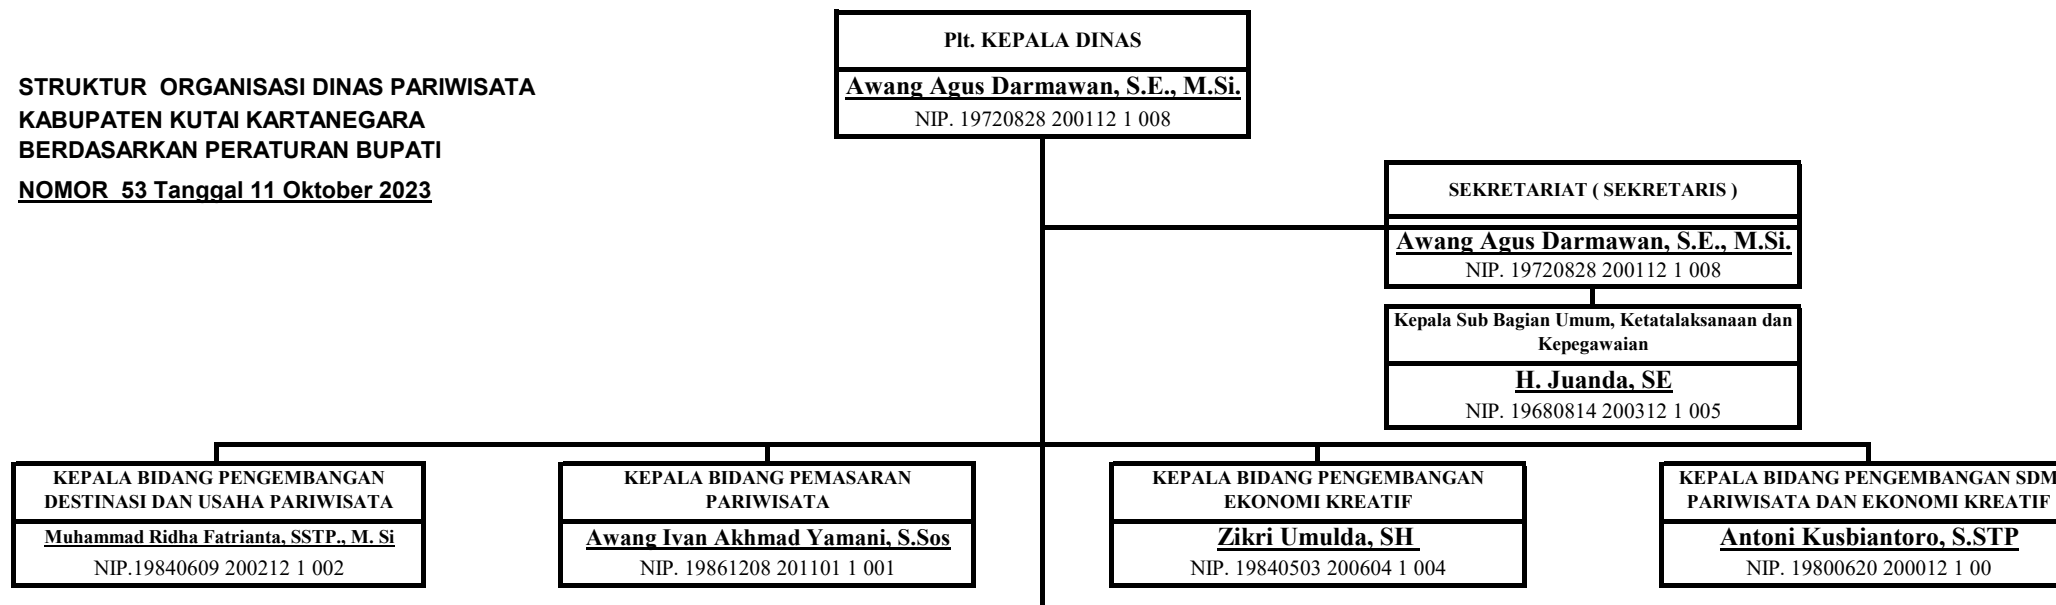 Plt. KEPALA DINAS
Awang Agus Darmawan, S.E., M.Si.
NIP. 19720828 200112 1 008
STRUKTUR ORGANISASI DINAS PARIWISATA
KABUPATEN KUTAI KARTANEGARA
BERDASARKAN PERATURAN BUPATI
NOMOR 53 Tanggal 11 Oktober 2023
SEKRETARIAT ( SEKRETARIS )
Awang Agus Darmawan, S.E., M.Si.
NIP. 19720828 200112 1 008
Kepala Sub Bagian Umum, Ketatalaksanaan dan
Kepegawaian
H. Juanda, SE
NIP. 19680814 200312 1 005
KEPALA BIDANG PENGEMBANGAN
DESTINASI DAN USAHA PARIWISATA
Muhammad Ridha Fatrianta, SSTP., M. Si
NIP.19840609 200212 1 002
KEPALA BIDANG PEMASARAN
PARIWISATA
Awang Ivan Akhmad Yamani, S.Sos
NIP. 19861208 201101 1 001
KEPALA BIDANG PENGEMBANGAN
EKONOMI KREATIF
Zikri Umulda, SH
NIP. 19840503 200604 1 004
KEPALA BIDANG PENGEMBANGAN SDM
PARIWISATA DAN EKONOMI KREATIF
Antoni Kusbiantoro, S.STP
NIP. 19800620 200012 1 00